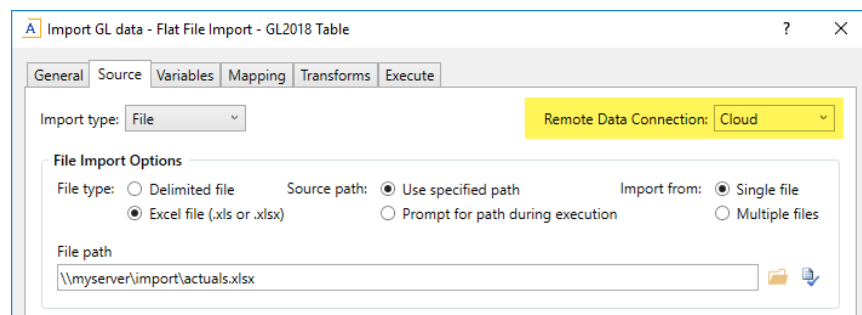 A Import GL data - Flat File Import - GL2018 Table ? X
General Source Variables Mapping Transforms Execute
Import type: File Remote Data Connection: Cloud
File Import Options
File type: Delimited file Source path: Use specified path Import from: Single file
Excel file (.xls or .xlsx) Prompt for path during execution Multiple files
File path
\\myserver\import\actuals.xlsx